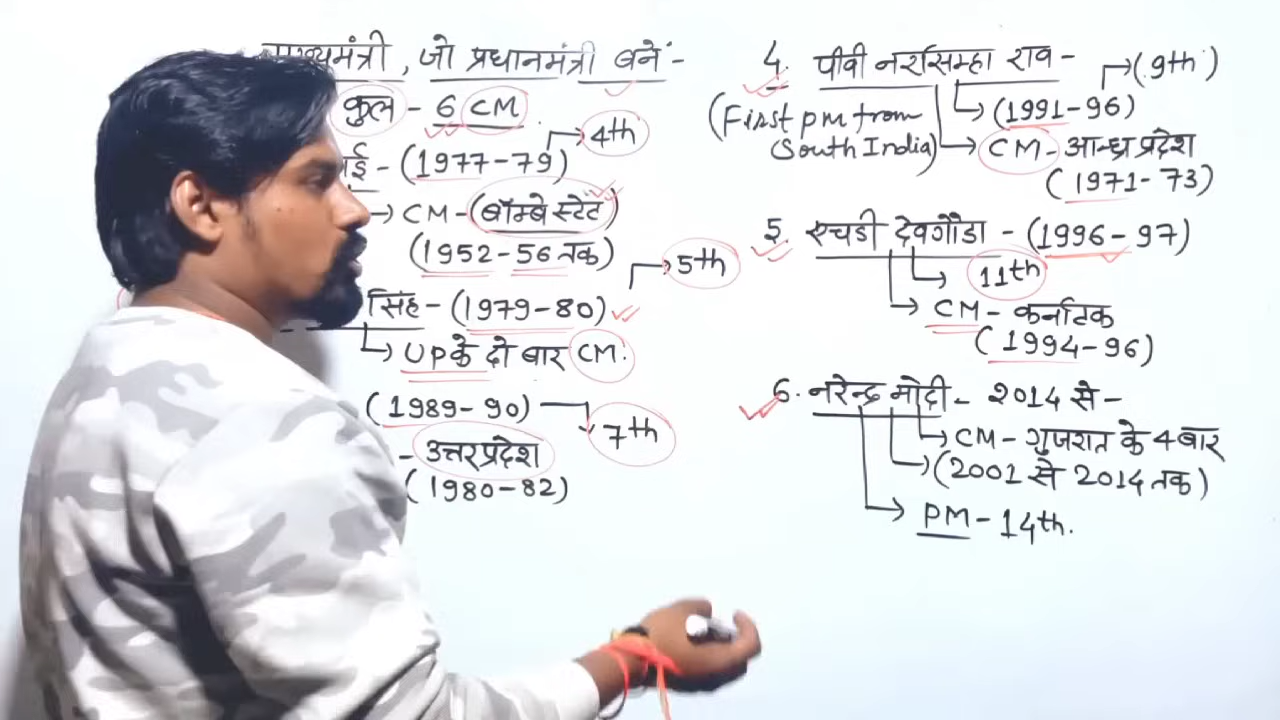 मुख्यमंत्री, जो प्रधानमंत्री बनें -
कुल - 6 CM
(1977-79) → 4th
→ CM - (बॉम्बे स्टेट)
(1952-56 तक)
सिंह - (1979-80) → 5th
→ UP के दो बार CM.
(1989-90) → 7th
- उत्तरप्रदेश
(1980-82)
4. पीवी नरसिम्हा राव - → (9th)
(First pm from South India)
→ (1991-96)
→ CM - आन्ध्र प्रदेश
(1971-73)
5. एचडी देवगौडा - (1996-97)
→ 11th
→ CM - कर्नाटक
(1994-96)
6. नरेन्द्र मोदी - 2014 से -
→ CM - गुजरात के 4 बार
→ (2001 से 2014 तक)
→ PM - 14th.